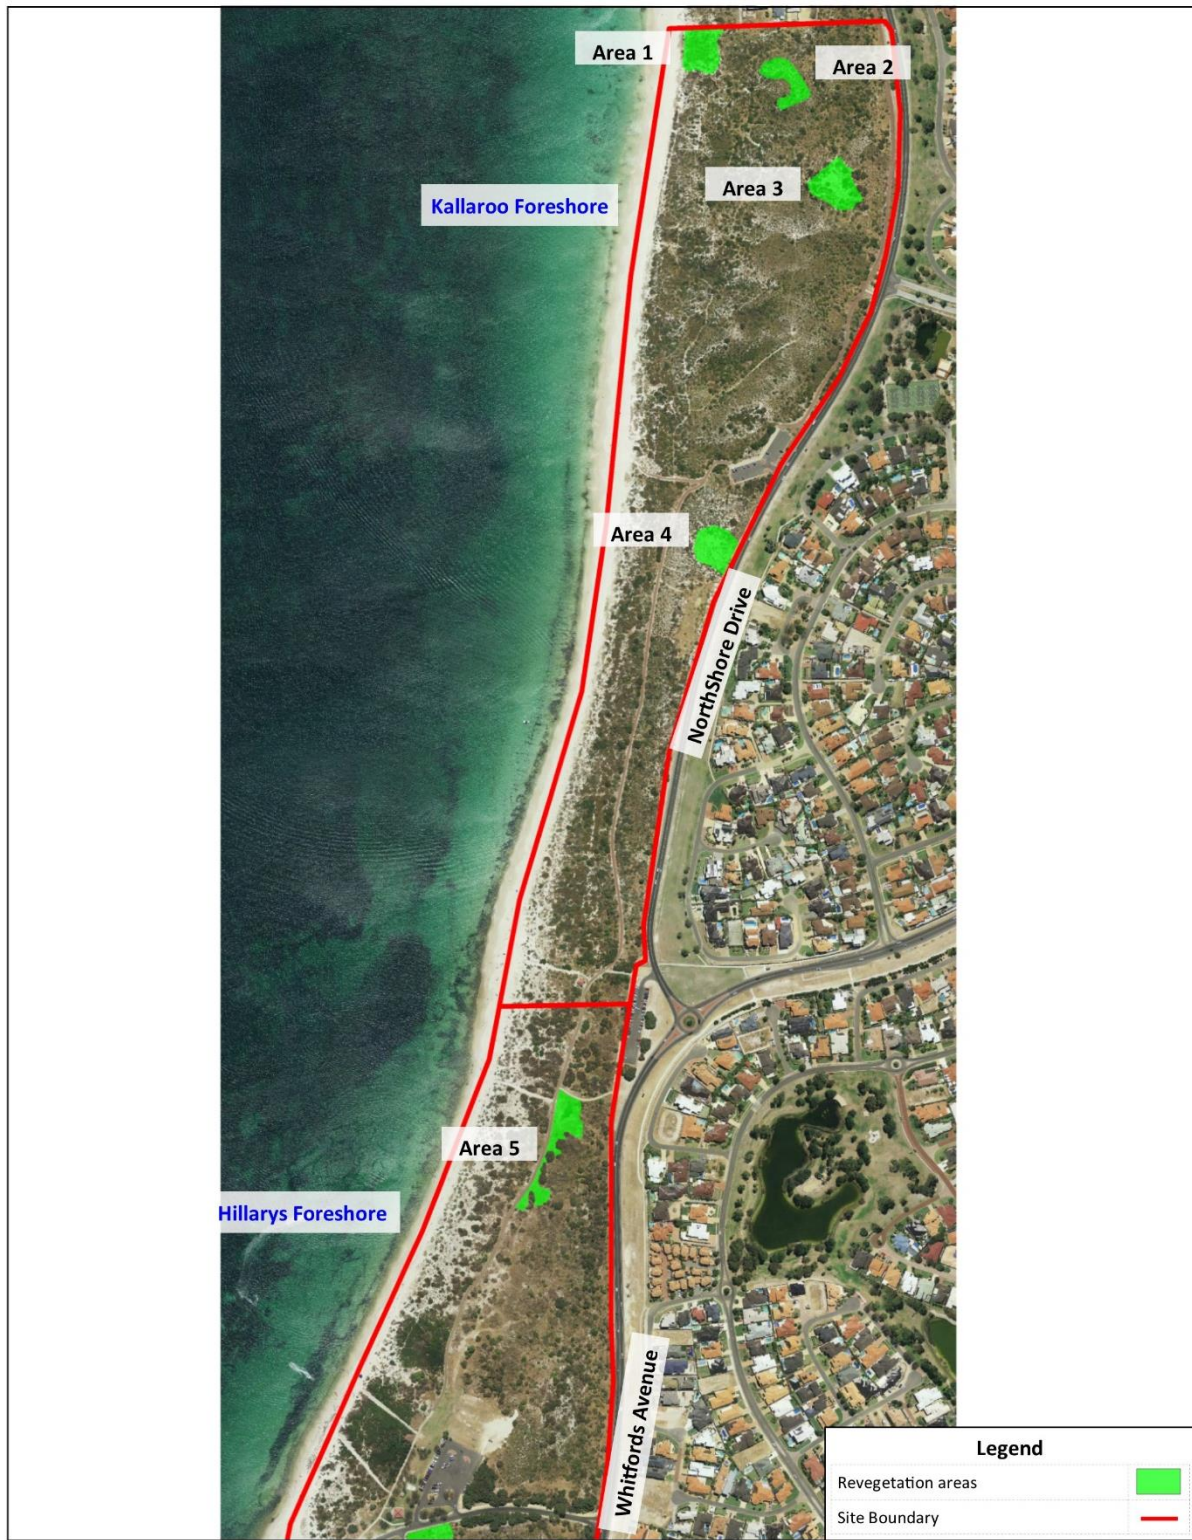 Area 1
Area 2
Area 3
Kallaroo Foreshore
Area 4
NorthShore Drive
Area 5
Hillarys Foreshore
Whitfords Avenue
Legend
Revegetation areas
Site Boundary